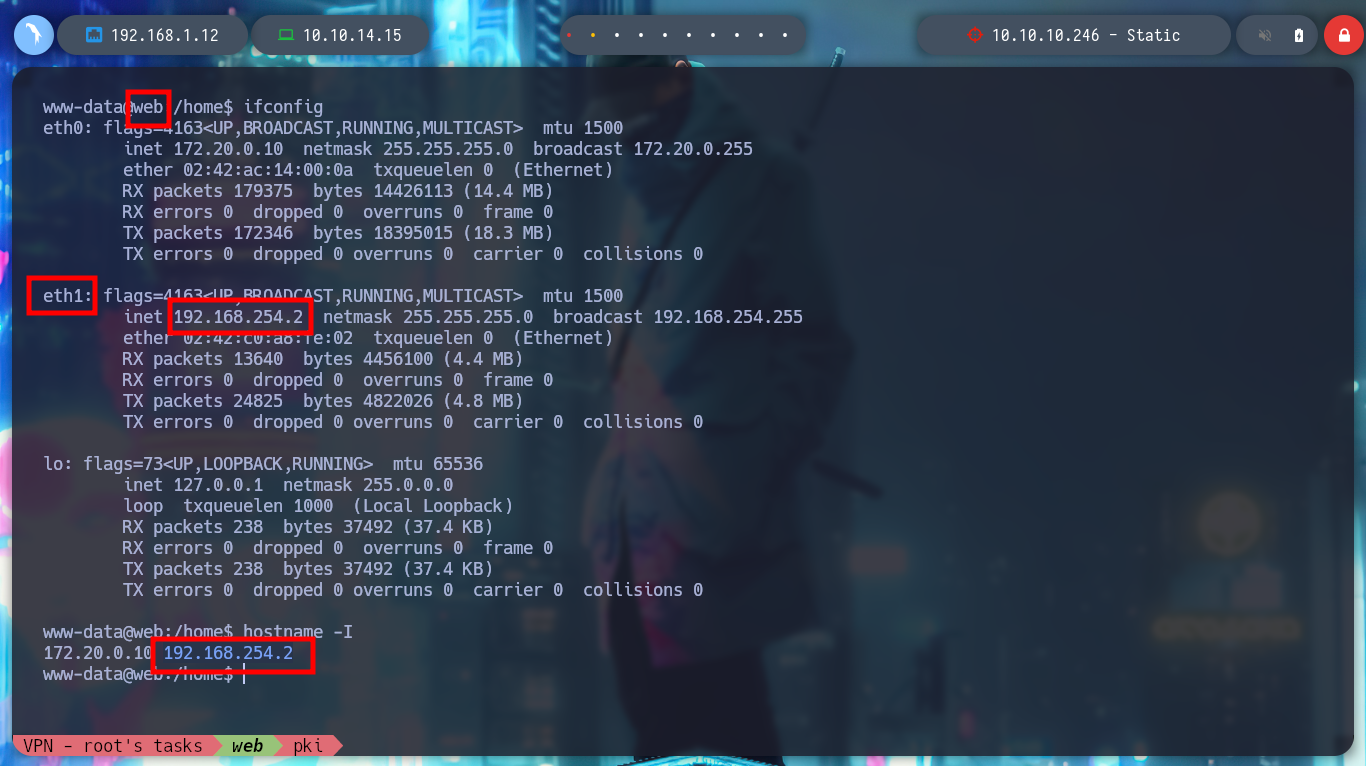 192.168.1.12
10.10.14.15
10.10.10.246 - Static
www-data@web:/home$ ifconfig
eth0: flags=4163<UP,BROADCAST,RUNNING,MULTICAST>  mtu 1500
inet 172.20.0.10  netmask 255.255.255.0  broadcast 172.20.0.255
ether 02:42:ac:14:00:0a  txqueuelen 0  (Ethernet)
RX packets 179375  bytes 14426113 (14.4 MB)
RX errors 0  dropped 0  overruns 0  frame 0
TX packets 172346  bytes 18395015 (18.3 MB)
TX errors 0  dropped 0 overruns 0  carrier 0  collisions 0
eth1: flags=4163<UP,BROADCAST,RUNNING,MULTICAST>  mtu 1500
inet 192.168.254.2  netmask 255.255.255.0  broadcast 192.168.254.255
ether 02:42:c0:a8:fe:02  txqueuelen 0  (Ethernet)
RX packets 13640  bytes 4456100 (4.4 MB)
RX errors 0  dropped 0  overruns 0  frame 0
TX packets 24825  bytes 4822026 (4.8 MB)
TX errors 0  dropped 0 overruns 0  carrier 0  collisions 0
lo: flags=73<UP,LOOPBACK,RUNNING>  mtu 65536
inet 127.0.0.1  netmask 255.0.0.0
loop  txqueuelen 1000  (Local Loopback)
RX packets 238  bytes 37492 (37.4 KB)
RX errors 0  dropped 0  overruns 0  frame 0
TX packets 238  bytes 37492 (37.4 KB)
TX errors 0  dropped 0 overruns 0  carrier 0  collisions 0
www-data@web:/home$ hostname -I
172.20.0.10 192.168.254.2
www-data@web:/home$
VPN - root's tasks web pki